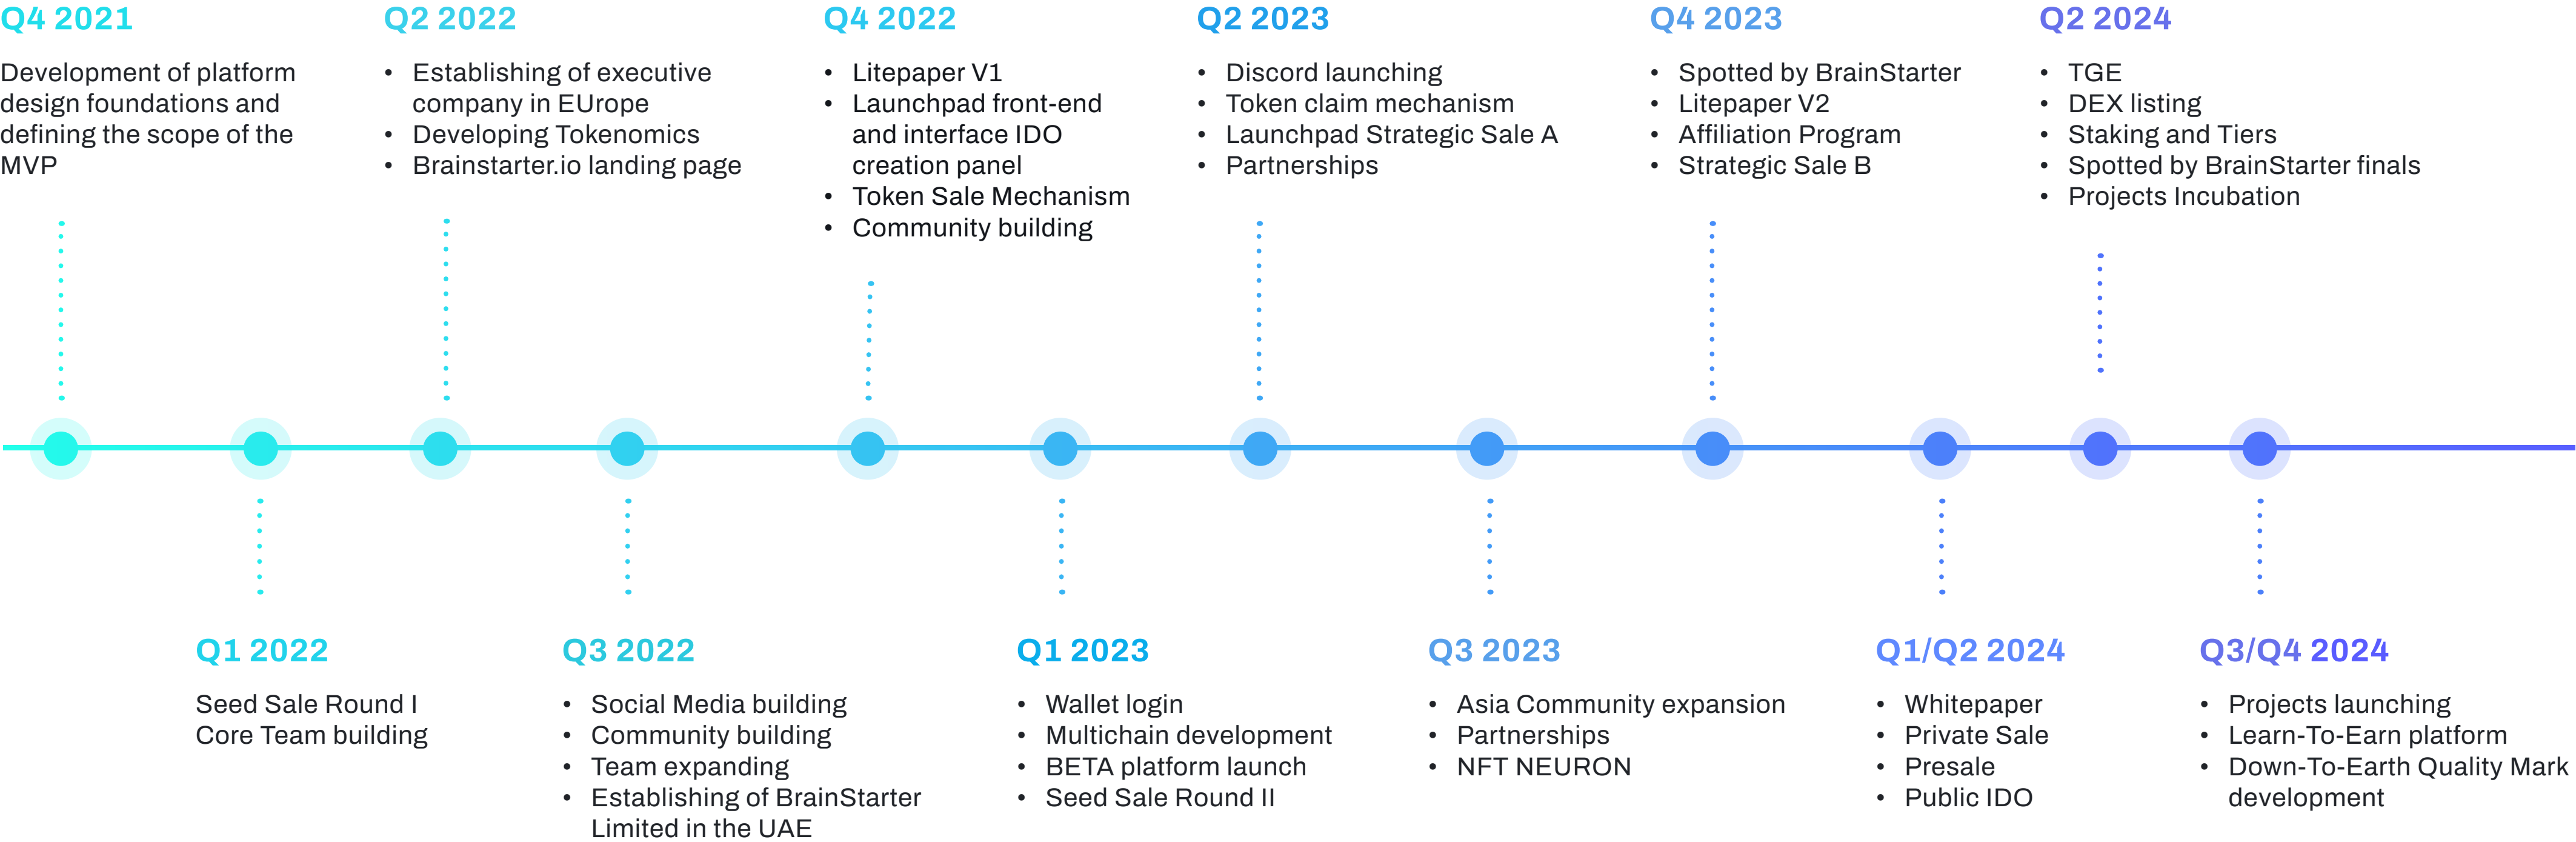 Q4 2021
Development of platform
design foundations and
defining the scope of the
MVP
Q2 2022
• Establishing of executive
company in EUrope
• Developing Tokenomics
• Brainstarter.io landing page
Q4 2022
• Litepaper V1
• Launchpad front-end
and interface IDO
creation panel
• Token Sale Mechanism
• Community building
Q2 2023
• Discord launching
• Token claim mechanism
• Launchpad Strategic Sale A
• Partnerships
Q4 2023
• Spotted by BrainStarter
• Litepaper V2
• Affiliation Program
• Strategic Sale B
Q2 2024
• TGE
• DEX listing
• Staking and Tiers
• Spotted by BrainStarter finals
• Projects Incubation
Q1 2022
Seed Sale Round I
Core Team building
Q3 2022
• Social Media building
• Community building
• Team expanding
• Establishing of BrainStarter
Limited in the UAE
Q1 2023
• Wallet login
• Multichain development
• BETA platform launch
• Seed Sale Round II
Q3 2023
• Asia Community expansion
• Partnerships
• NFT NEURON
Q1/Q2 2024
• Whitepaper
• Private Sale
• Presale
• Public IDO
Q3/Q4 2024
• Projects launching
• Learn-To-Earn platform
• Down-To-Earth Quality Mark
development